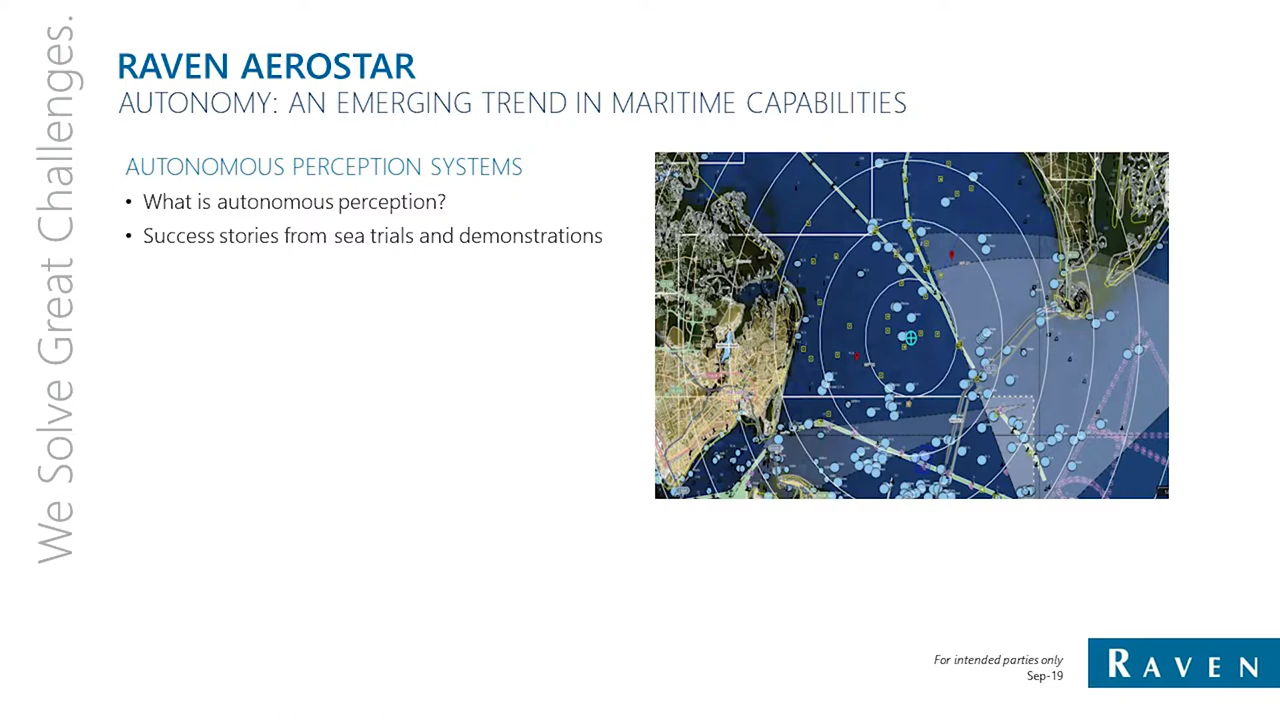 We Solve Great Challenges.
RAVEN AEROSTAR
AUTONOMY: AN EMERGING TREND IN MARITIME CAPABILITIES
AUTONOMOUS PERCEPTION SYSTEMS
• What is autonomous perception?
• Success stories from sea trials and demonstrations
For intended parties only
Sep-19
RAVEN